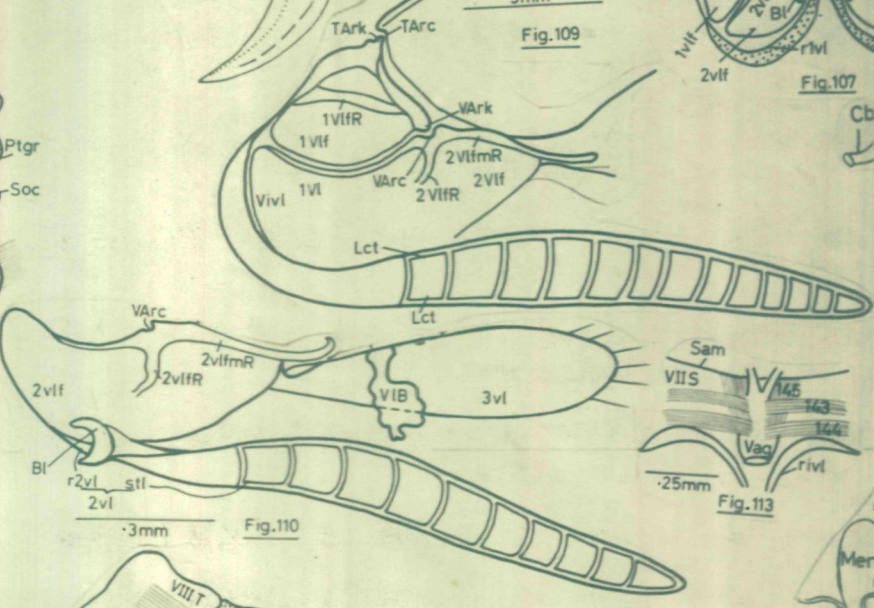 TArk TArc
Fig.109
1vlf
Bl
r1vl
2vlf
Fig.107
Ptgr
Soc
1VlfR
1Vlf
VArk
VArc
2VlfmR
2VlfR
2Vlf
Vivl
1Vl
Cb
Lct
Lct
VArc
2vlfmR
2vlf
2vlfR
VlB
3vl
Sam
VIIS
145
143
144
Vag
rivl
.25mm
Fig.113
Bl
r2vl stl
2vl
.3mm
Fig.110
VIII.T
Mer